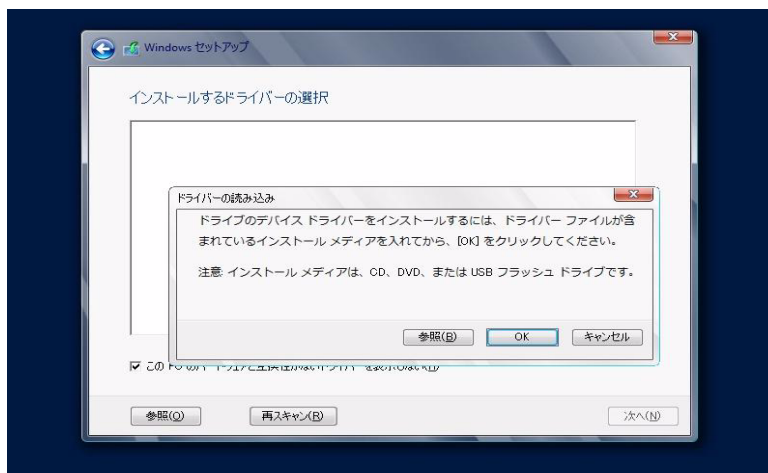 Windows セットアップ
インストールするドライバーの選択
ドライバーの読み込み
ドライブのデバイス ドライバーをインストールするには、ドライバー ファイルが含
まれているインストール メディアを入れてから、[OK] をクリックしてください。
注意: インストール メディアは、CD、DVD、または USB フラッシュ ドライブです。
参照(B) OK キャンセル
この
参照(O) 再スキャン(R) 次へ(N)